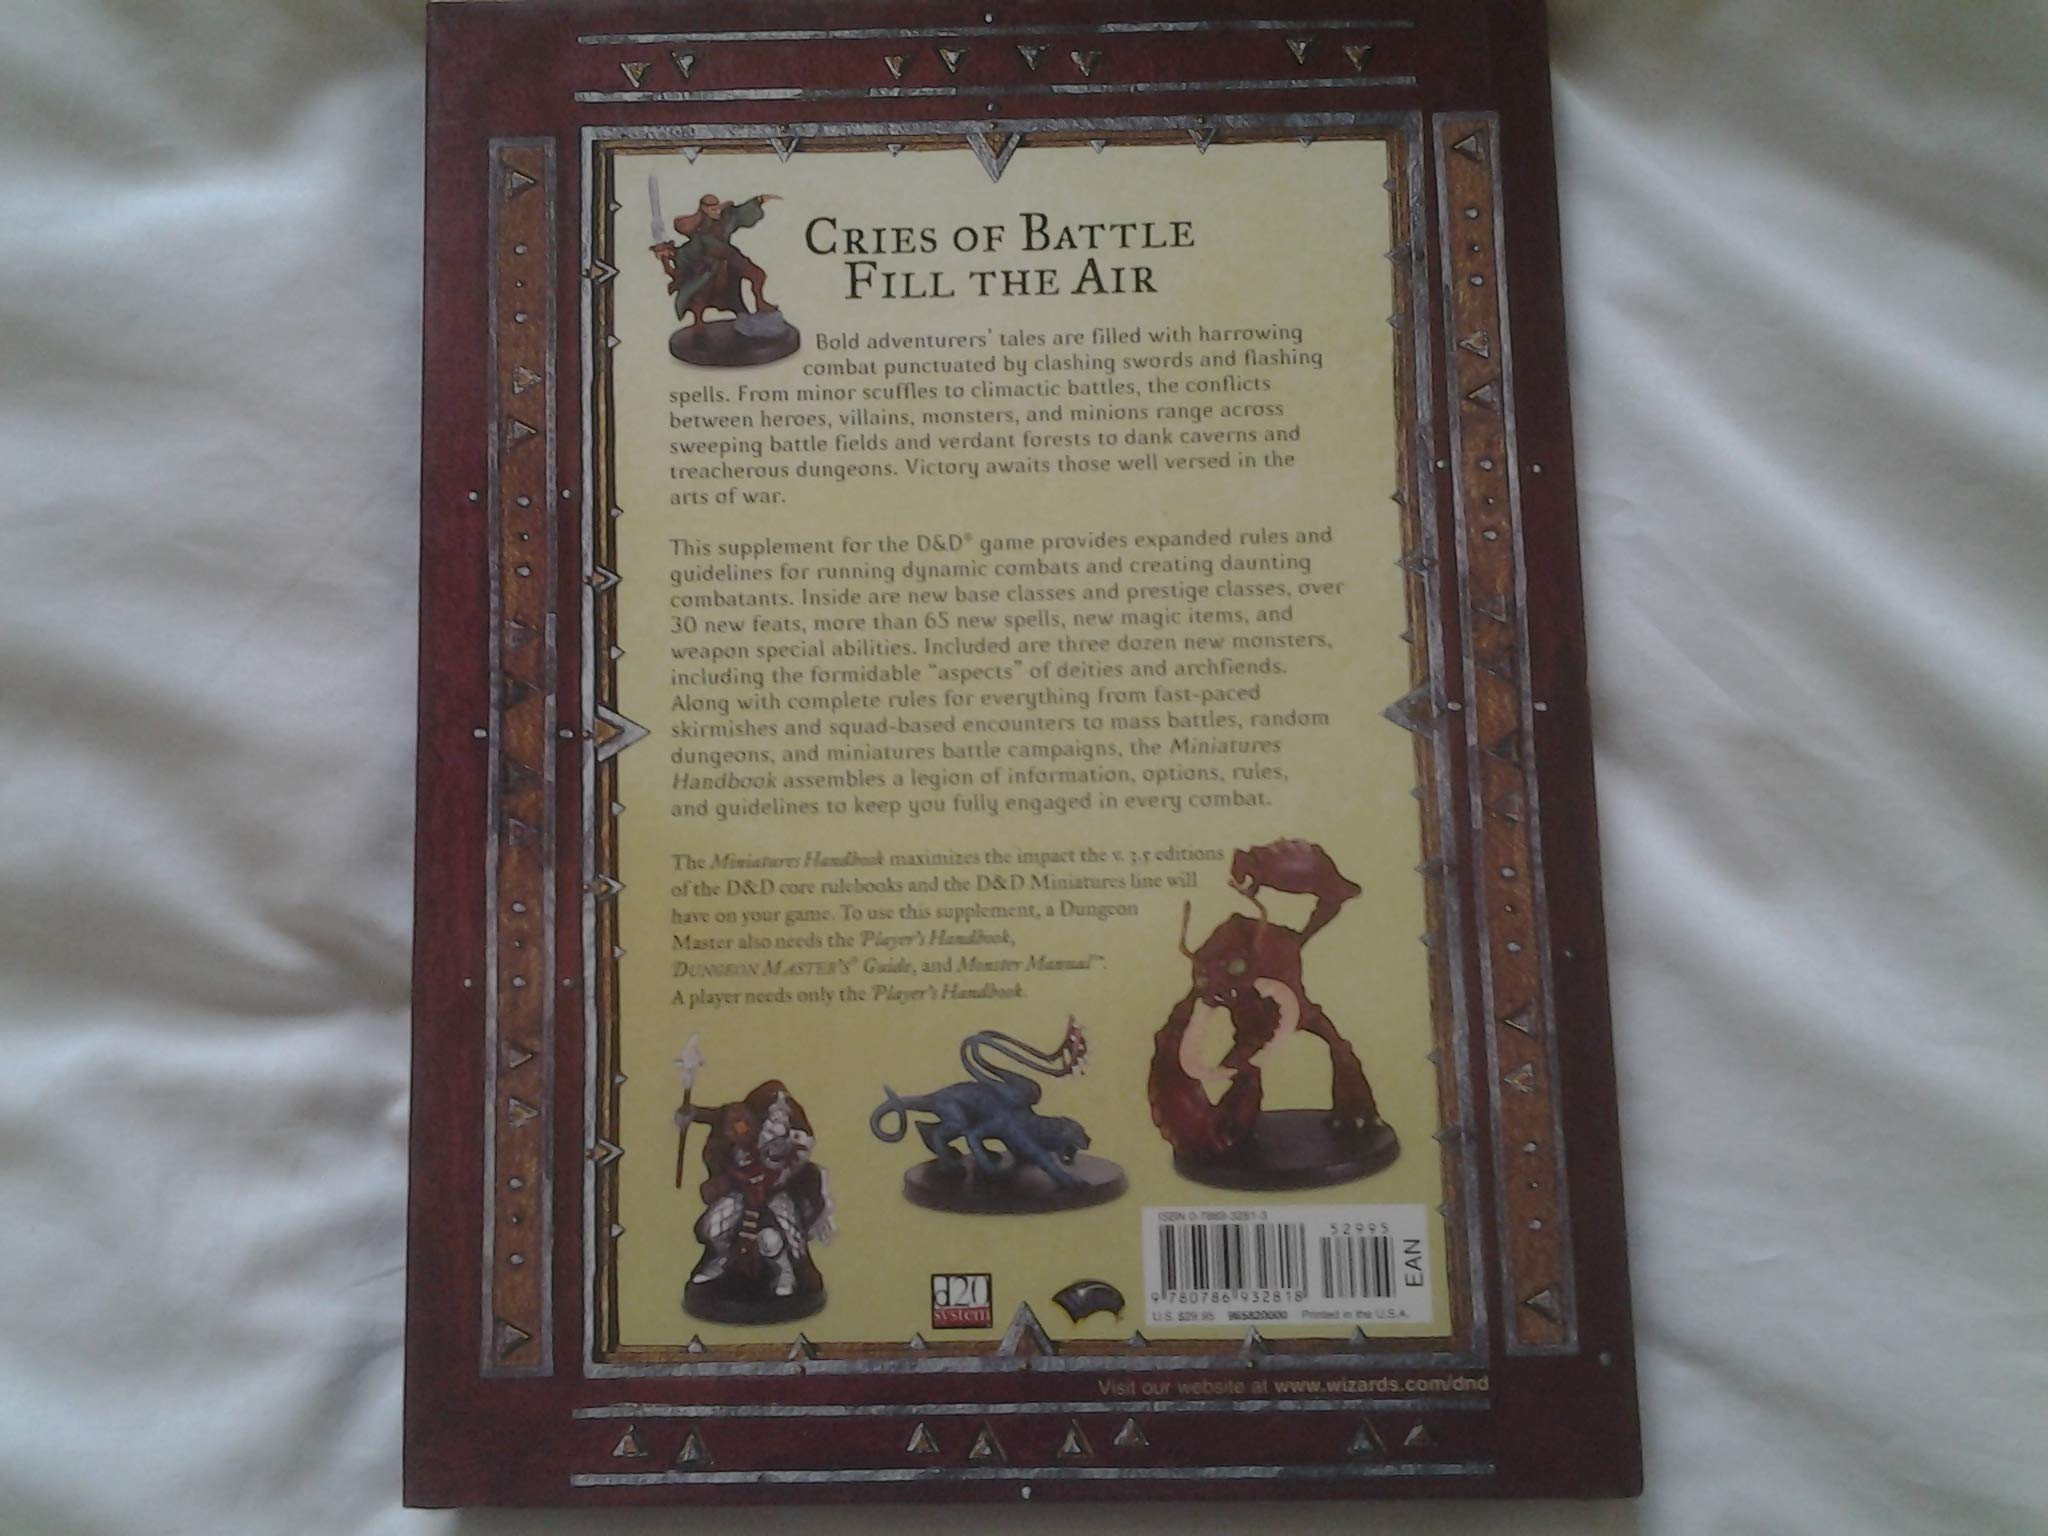 CRIES OF BATTLE
FILL THE AIR
Bold adventurers' tales are filled with harrowing
combat punctuated by clashing swords and flashing
spells. From minor scuffles to climactic battles, the conflicts
between heroes, villains, monsters, and minions range across
sweeping battle fields and verdant forests to dank caverns and
treacherous dungeons. Victory awaits those well versed in the
arts of war.
This supplement for the D&D® game provides expanded rules and
guidelines for running dynamic combats and creating daunting
combatants. Inside are new base classes and prestige classes, over
30 new feats, more than 65 new spells, new magic items, and
weapon special abilities. Included are three dozen new monsters,
including the formidable "aspects" of deities and archfiends.
Along with complete rules for everything from fast-paced
skirmishes and squad-based encounters to mass battles, random
dungeons, and miniatures battle campaigns, the Miniatures
Handbook assembles a legion of information, options, rules,
and guidelines to keep you fully engaged in every combat.
The Miniatures Handbook maximizes the impact the v. 3.5 editions
of the D&D core rulebooks and the D&D Miniatures line will
have on your game. To use this supplement, a Dungeon
Master also needs the Player's Handbook,
DUNGEON MASTER'S® Guide, and Monster Manual™.
A player needs only the Player's Handbook.
ISBN 0-7869-3281-3
52995
EAN
9 780786 932818
U.S. $29.95 965820000 Printed in the U.S.A.
d20
system
Visit our website at www.wizards.com/dnd